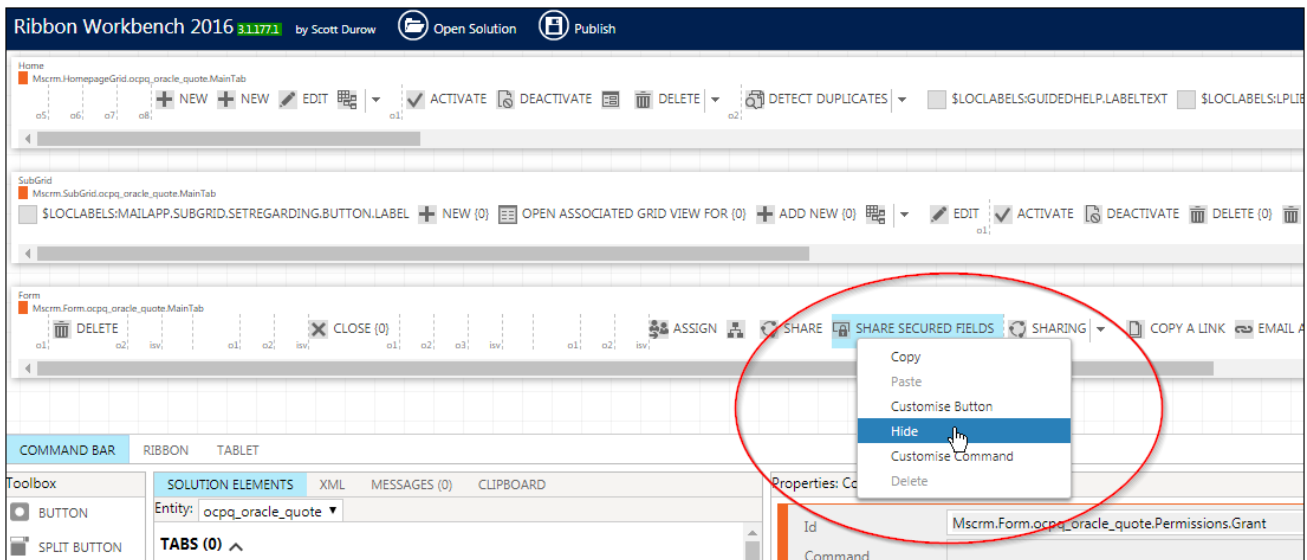 Ribbon Workbench 2016 3.1.177.1 by Scott Durow Open Solution Publish
Home
Mscrm.HomepageGrid.ocpq_oracle_quote.MainTab
NEW NEW EDIT ACTIVATE DEACTIVATE DELETE DETECT DUPLICATES $LOCLABELS:GUIDEDHELP.LABELTEXT $LOCLABELS:LPLIE
o5 o6 o7 o8 o1 o2
SubGrid
Mscrm.SubGrid.ocpq_oracle_quote.MainTab
$LOCLABELS:MAILAPP.SUBGRID.SETREGARDING.BUTTON.LABEL NEW {0} OPEN ASSOCIATED GRID VIEW FOR {0} ADD NEW {0} EDIT ACTIVATE DEACTIVATE DELETE {0}
o1
Form
Mscrm.Form.ocpq_oracle_quote.MainTab
DELETE CLOSE {0} ASSIGN SHARE SHARE SECURED FIELDS SHARING COPY A LINK EMAIL A
o1 o2 isv o1 o2 isv o1 o2 o3 isv o1 o2 isv
Copy
Paste
Customise Button
Hide
Customise Command
Delete
COMMAND BAR RIBBON TABLET
Toolbox SOLUTION ELEMENTS XML MESSAGES (0) CLIPBOARD Properties: Co
BUTTON Entity: ocpq_oracle_quote
Id Mscrm.Form.ocpq_oracle_quote.Permissions.Grant
SPLIT BUTTON TABS (0)
Command